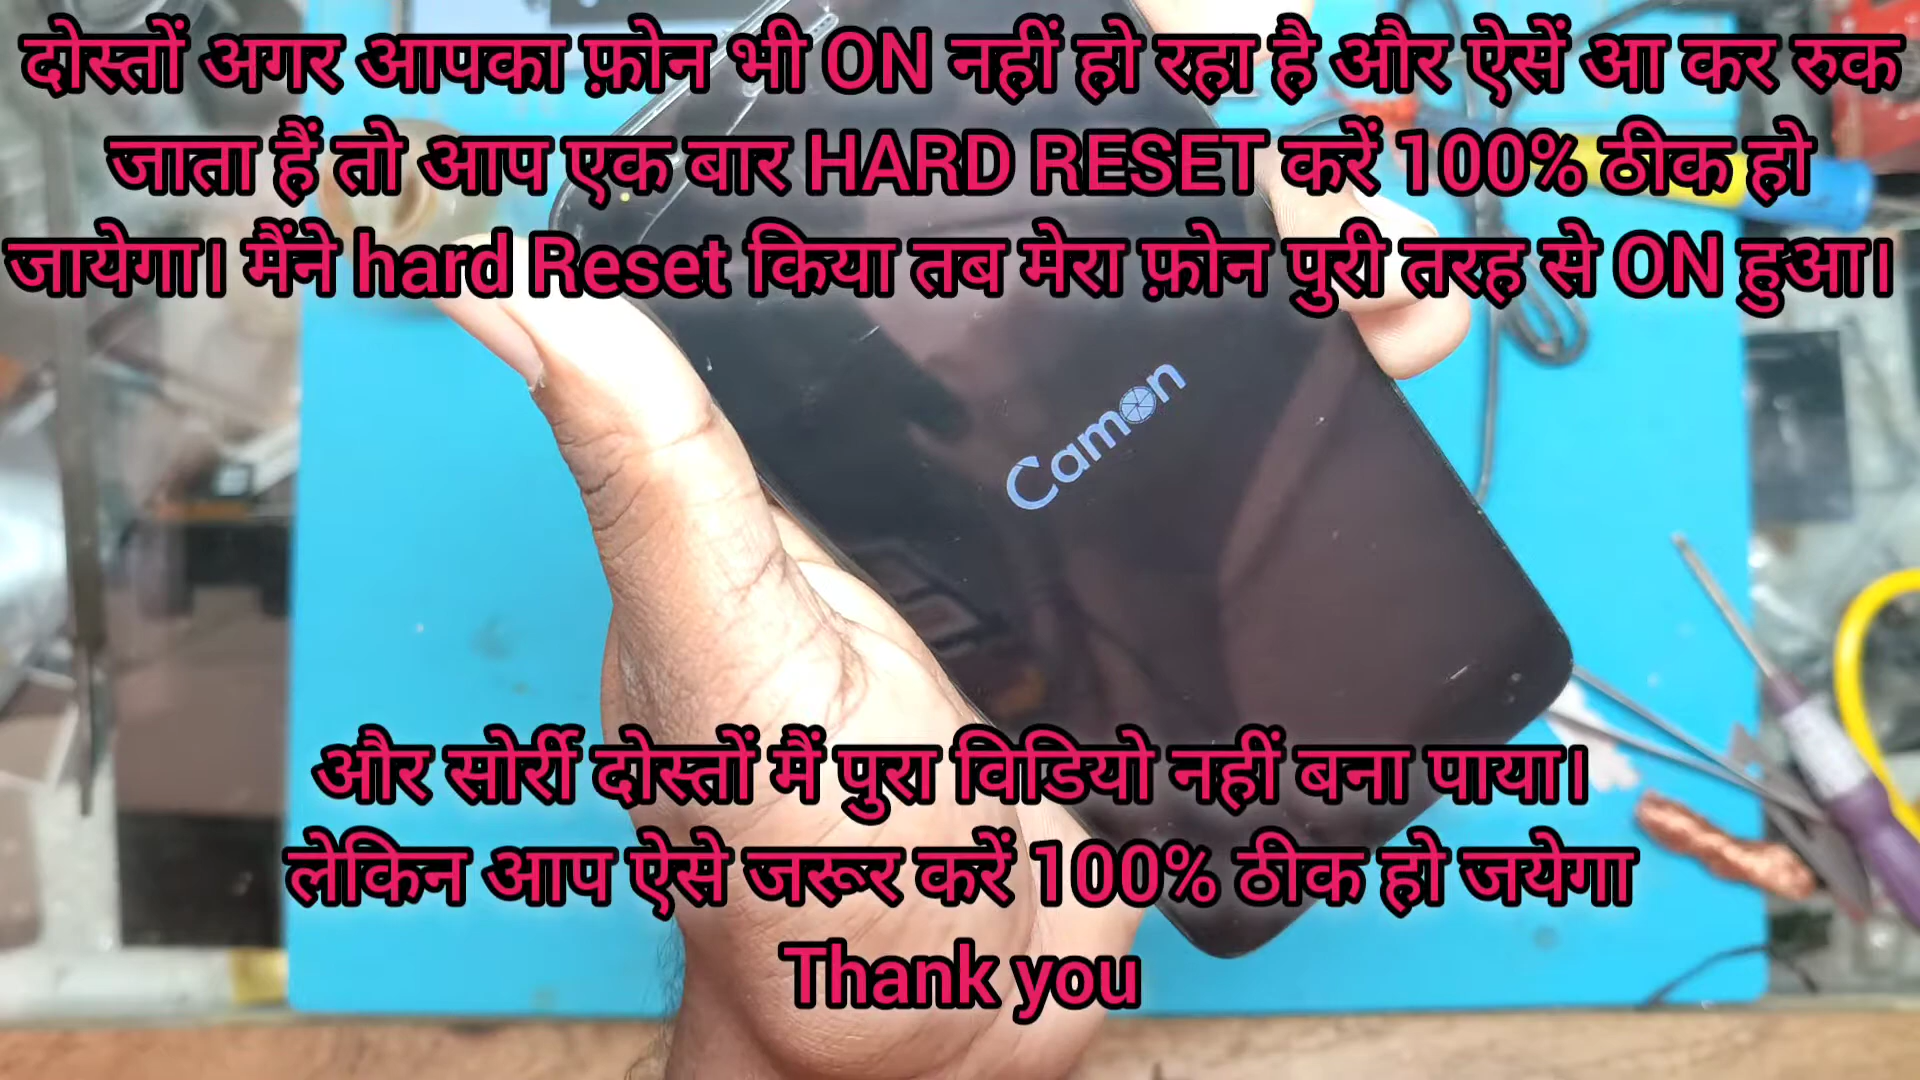 दोस्तों अगर आपका फ़ोन भी ON नहीं हो रहा है और ऐसें आ कर रुक
जाता हैं तो आप एक बार HARD RESET करें 100% ठीक हो
जायेगा। मैंने hard Reset किया तब मेरा फ़ोन पुरी तरह से ON हुआ।
Camon
और सोर्री दोस्तों मैं पुरा विडियो नहीं बना पाया।
लेकिन आप ऐसे जरूर करें 100% ठीक हो जयेगा
Thank you